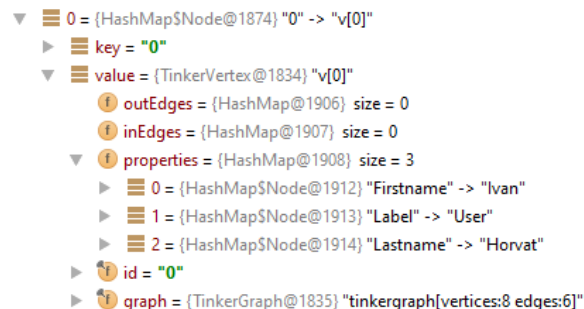 0 = {HashMap$Node@1874} "0" -> "v[0]"
key = "0"
value = {TinkerVertex@1834} "v[0]"
f outEdges = {HashMap@1906} size = 0
f inEdges = {HashMap@1907} size = 0
f properties = {HashMap@1908} size = 3
0 = {HashMap$Node@1912} "Firstname" -> "Ivan"
1 = {HashMap$Node@1913} "Label" -> "User"
2 = {HashMap$Node@1914} "Lastname" -> "Horvat"
f id = "0"
f graph = {TinkerGraph@1835} "tinkergraph[vertices:8 edges:6]"